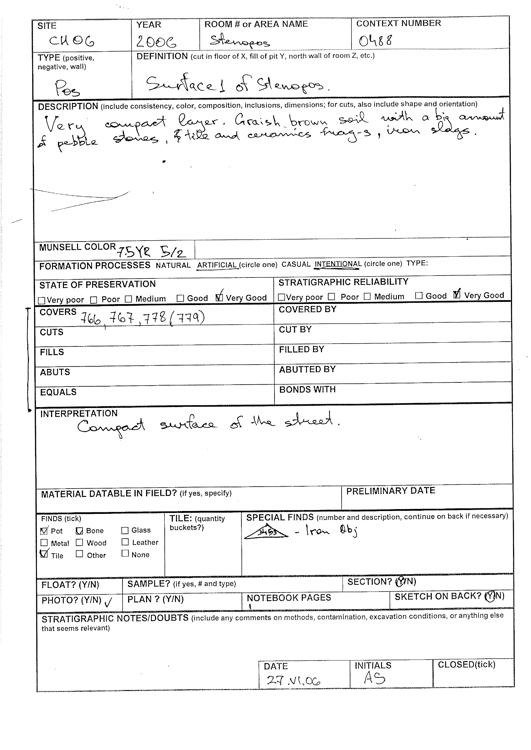 SITE YEAR ROOM # or AREA NAME CONTEXT NUMBER
CH06 2006 Stenopos 0488
TYPE (positive, negative, wall) DEFINITION (cut in floor of X, fill of pit Y, north wall of room Z, etc.)
Pos Surface 1 of Stenopos.
DESCRIPTION (include consistency, color, composition, inclusions, dimensions; for cuts, also include shape and orientation)
Very compact layer. Graish brown soil with a big amount
of pebble stones, & tile and ceramics frag-s, iron slags.
MUNSELL COLOR 7.5YR 5/2
FORMATION PROCESSES NATURAL ARTIFICIAL (circle one) CASUAL INTENTIONAL (circle one) TYPE:
STATE OF PRESERVATION STRATIGRAPHIC RELIABILITY
☐Very poor ☐ Poor ☐ Medium ☐ Good ☑ Very Good ☐Very poor ☐ Poor ☐ Medium ☐ Good ☑ Very Good
COVERS 766, 767, 778 (779) COVERED BY
CUTS CUT BY
FILLS FILLED BY
ABUTS ABUTTED BY
EQUALS BONDS WITH
INTERPRETATION
Compact surface of the street.
MATERIAL DATABLE IN FIELD? (if yes, specify) PRELIMINARY DATE
FINDS (tick) TILE: (quantity buckets?) SPECIAL FINDS (number and description, continue on back if necessary)
☑ Pot ☑ Bone ☐ Glass - Iron Obj
☐ Metal ☐ Wood ☐ Leather
☑ Tile ☐ Other ☐ None
FLOAT? (Y/N) SAMPLE? (if yes, # and type) SECTION? (Y/N)
PHOTO? (Y/N) ✓ PLAN ? (Y/N) NOTEBOOK PAGES SKETCH ON BACK? (Y/N)
STRATIGRAPHIC NOTES/DOUBTS (include any comments on methods, contamination, excavation conditions, or anything else
that seems relevant)
DATE INITIALS CLOSED(tick)
27.VI.06 AS